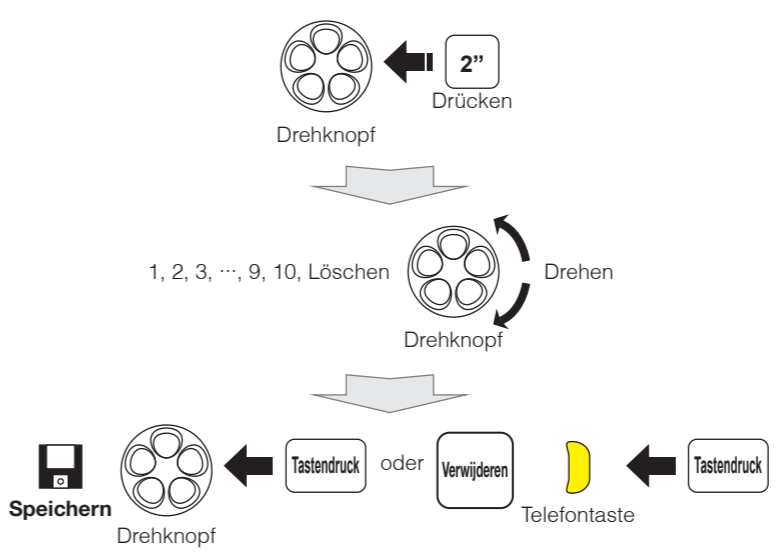 2”
Drücken
Drehknopf
1, 2, 3, ···, 9, 10, Löschen
Drehen
Drehknopf
Speichern
Drehknopf
Tastendruck
oder
Verwijderen
Telefontaste
Tastendruck